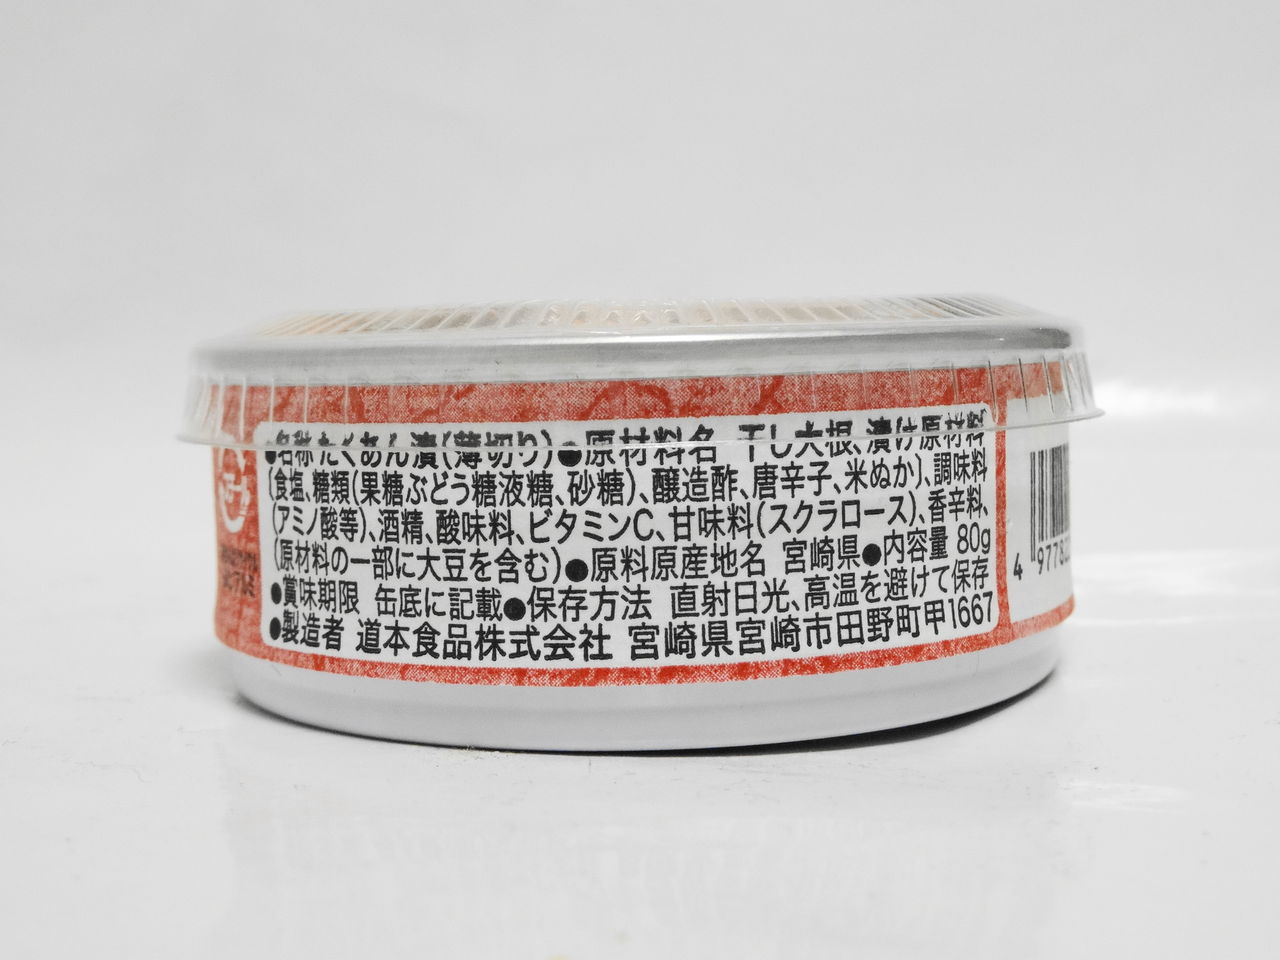 ●名称 たくあん漬(薄切り)●原材料名 干し大根、漬け原材料
(食塩、糖類(果糖ぶどう糖液糖、砂糖)、醸造酢、唐辛子、米ぬか)、調味料
(アミノ酸等)、酒精、酸味料、ビタミンC、甘味料(スクラロース)、香辛料、
(原材料の一部に大豆を含む)●原料原産地名 宮崎県●内容量 80g
●賞味期限 缶底に記載●保存方法 直射日光、高温を避けて保存
●製造者 道本食品株式会社 宮崎県宮崎市田野町甲1667
4 9778